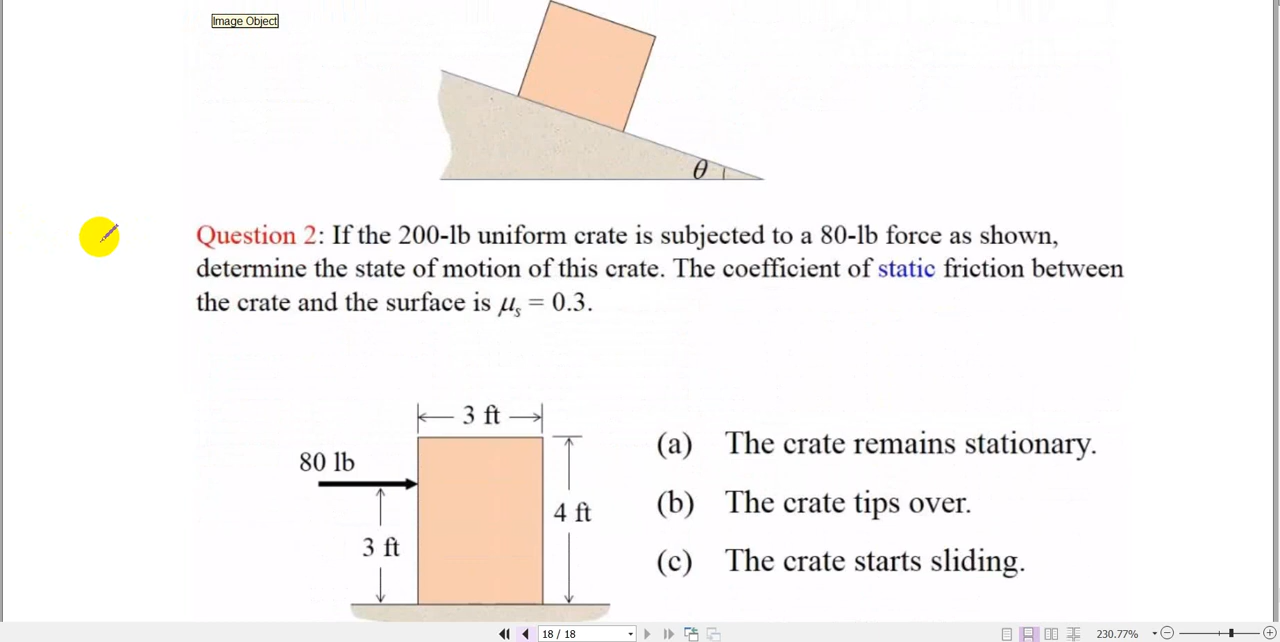 Image Object
θ
Question 2: If the 200-lb uniform crate is subjected to a 80-lb force as shown,
determine the state of motion of this crate. The coefficient of static friction between
the crate and the surface is μs = 0.3.
3 ft
80 lb
4 ft
3 ft
(a) The crate remains stationary.
(b) The crate tips over.
(c) The crate starts sliding.
18 / 18
230.77%